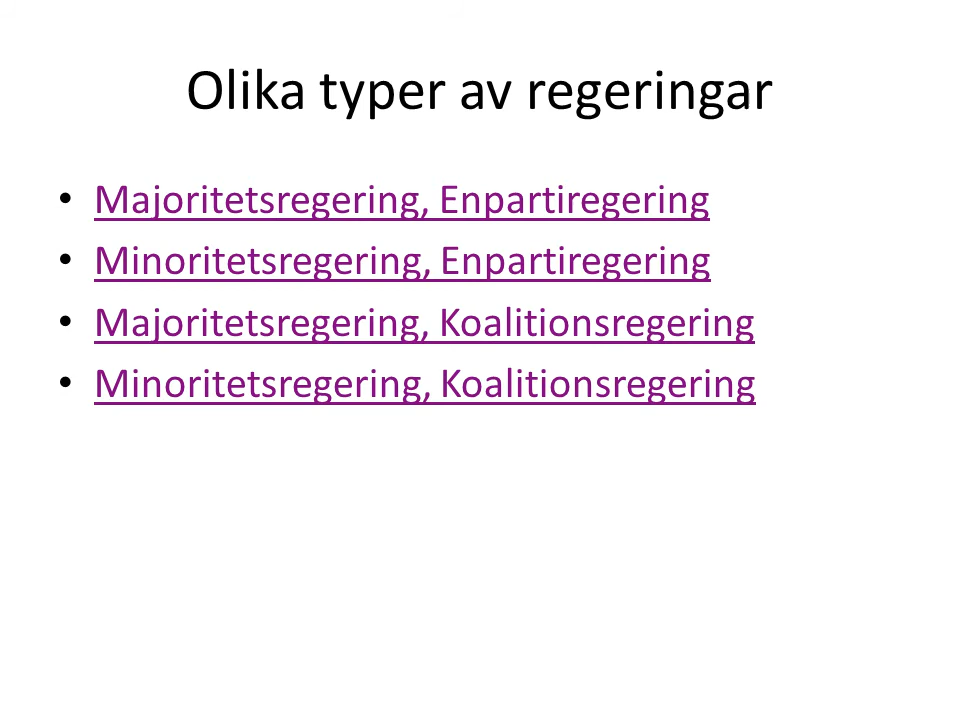 Olika typer av regeringar
• Majoritetsregering, Enpartiregering
• Minoritetsregering, Enpartiregering
• Majoritetsregering, Koalitionsregering
• Minoritetsregering, Koalitionsregering